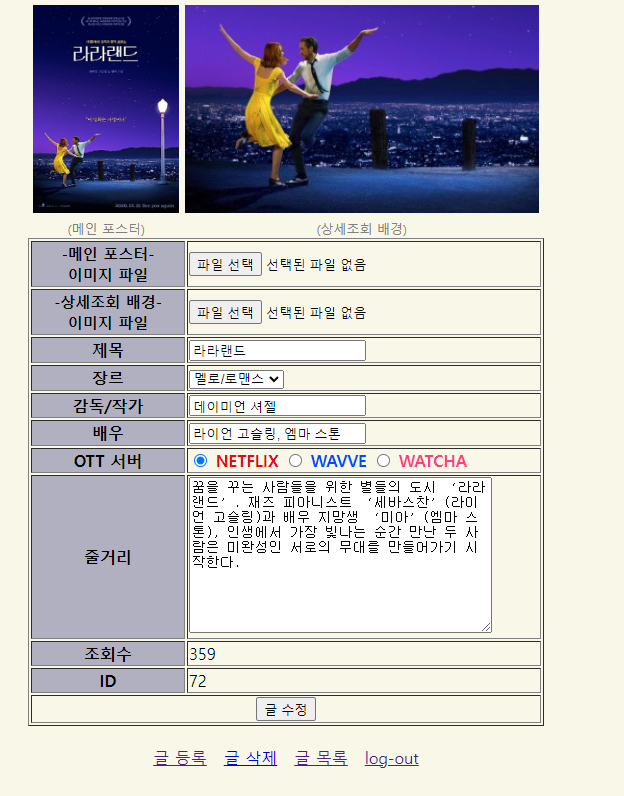 라라랜드
(메인 포스터)
(상세조회 배경)
-메인 포스터-
이미지 파일
파일 선택 선택된 파일 없음
-상세조회 배경-
이미지 파일
파일 선택 선택된 파일 없음
제목 라라랜드
장르 멜로/로맨스
감독/작가 데이미언 셔젤
배우 라이언 고슬링, 엠마 스톤
OTT 서버 NETFLIX WAVVE WATCHA
줄거리
꿈을 꾸는 사람들을 위한 별들의 도시 ‘라라
랜드’. 재즈 피아니스트 ‘세바스찬’ (라이
언 고슬링)과 배우 지망생 ‘미아’ (엠마 스
톤), 인생에서 가장 빛나는 순간 만난 두 사
람은 미완성인 서로의 무대를 만들어가기 시
작한다.
조회수 359
ID 72
글 수정
글 등록 글 삭제 글 목록 log-out